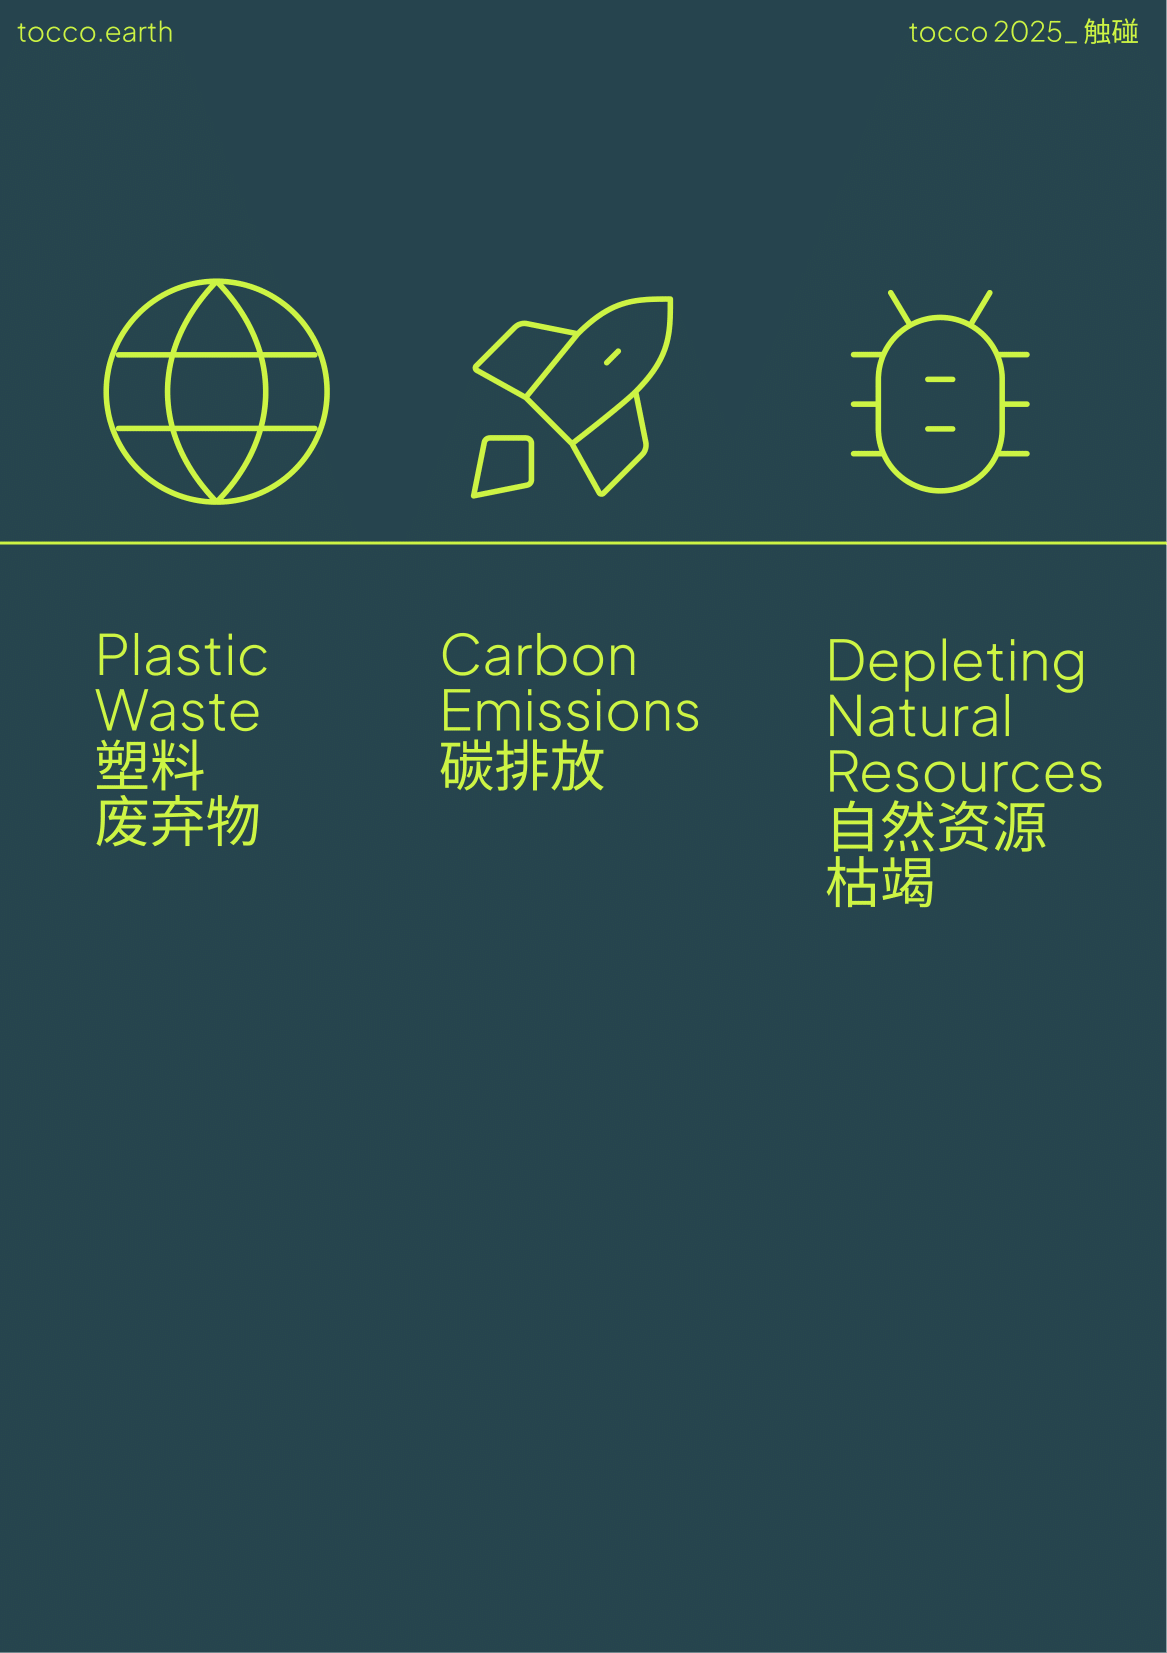 tocco.earth
tocco 2025_ 触碰
Plastic
Waste
塑料
废弃物
Carbon
Emissions
碳排放
Depleting
Natural
Resources
自然资源
枯竭